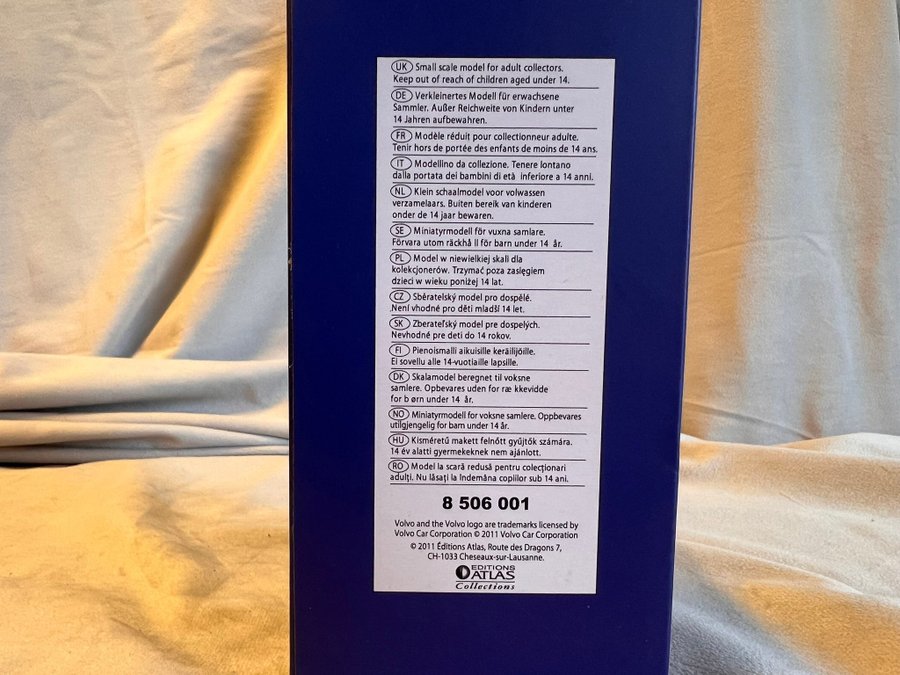 UK Small scale model for adult collectors.
Keep out of reach of children aged under 14.
DE Verkleinertes Modell für erwachsene
Sammler. Außer Reichweite von Kindern unter
14 Jahren aufbewahren.
FR Modèle réduit pour collectionneur adulte.
Tenir hors de portée des enfants de moins de 14 ans.
IT Modellino da collezione. Tenere lontano
dalla portata dei bambini di età inferiore a 14 anni.
NL Klein schaalmodel voor volwassen
verzamelaars. Buiten bereik van kinderen
onder de 14 jaar bewaren.
SE Miniatyrmodell för vuxna samlare.
Förvara utom räckhå ll för barn under 14 år.
PL Model w niewielkiej skali dla
kolekcjonerów. Trzymać poza zasięgiem
dzieci w wieku poniżej 14 lat.
CZ Sběratelský model pro dospělé.
Není vhodné pro děti mladší 14 let.
SK Zberateľský model pre dospelých.
Nevhodné pre deti do 14 rokov.
FI Pienoismalli aikuisille keräilijöille.
Ei sovellu alle 14-vuotiaille lapsille.
DK Skalamodel beregnet til voksne
samlere. Opbevares uden for ræ kkevidde
for b ørn under 14 år.
NO Miniatyrmodell for voksne samlere. Oppbevares
utilgjengelig for barn under 14 år.
HU Kisméretű makett felnőtt gyűjtők számára.
14 év alatti gyermekeknek nem ajánlott.
RO Model la scară redusă pentru colecționari
adulți. Nu lăsați la îndemâna copiilor sub 14 ani.
8 506 001
Volvo and the Volvo logo are trademarks licensed by
Volvo Car Corporation © 2011 Volvo Car Corporation
© 2011 Éditions Atlas, Route des Dragons 7,
CH-1033 Cheseaux-sur-Lausanne.
EDITIONS
ATLAS
Collections